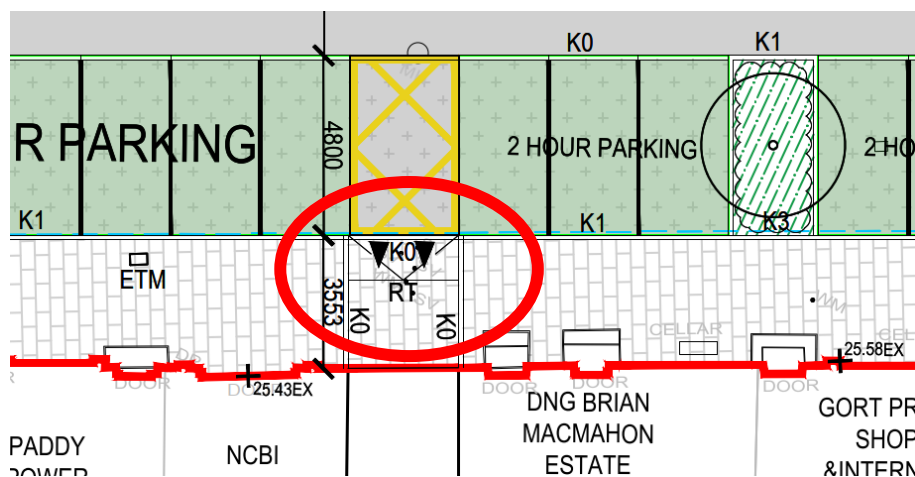 K0
K1
R PARKING
4800
2 HOUR PARKING
2 HO
K1
K1
K3
ETM
3553
K0
RT
K0
K0
WM
CELLAR
CEL
DOOR
25.43EX
DOOR
DOOR
DOOR
25.58EX
PADDY
POWER
NCBI
DNG BRIAN
MACMAHON
ESTATE
GORT PR
SHOP
&INTERN